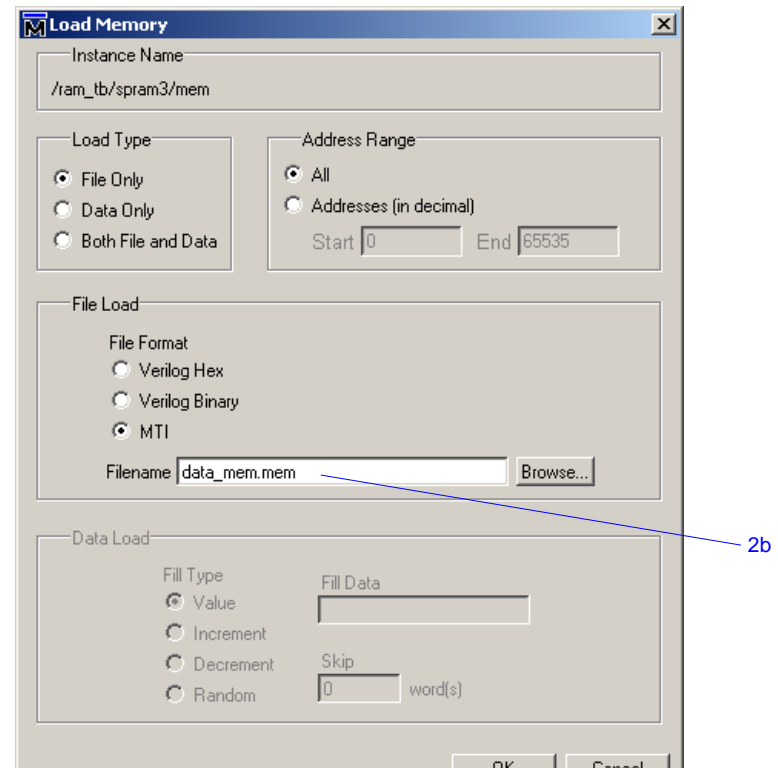 Load Memory
Instance Name
/ram_tb/spram3/mem
Load Type
File Only
Data Only
Both File and Data
Address Range
All
Addresses (in decimal)
Start 0 End 65535
File Load
File Format
Verilog Hex
Verilog Binary
MTI
Filename data_mem.mem Browse...
2b
Data Load
Fill Type
Value
Increment
Decrement
Random
Fill Data
Skip
0 word(s)
OK Cancel